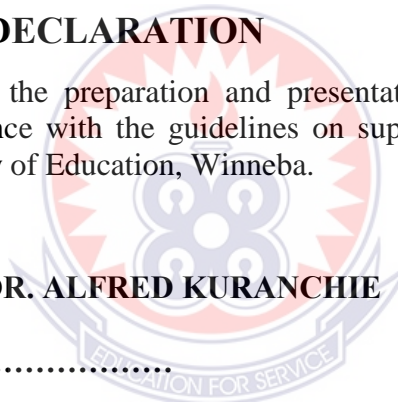 DECLARATION
the preparation and presentat
nce with the guidelines on sup
y of Education, Winneba.
DR. ALFRED KURANCHIE
………………
EDUCATION FOR SERVICE